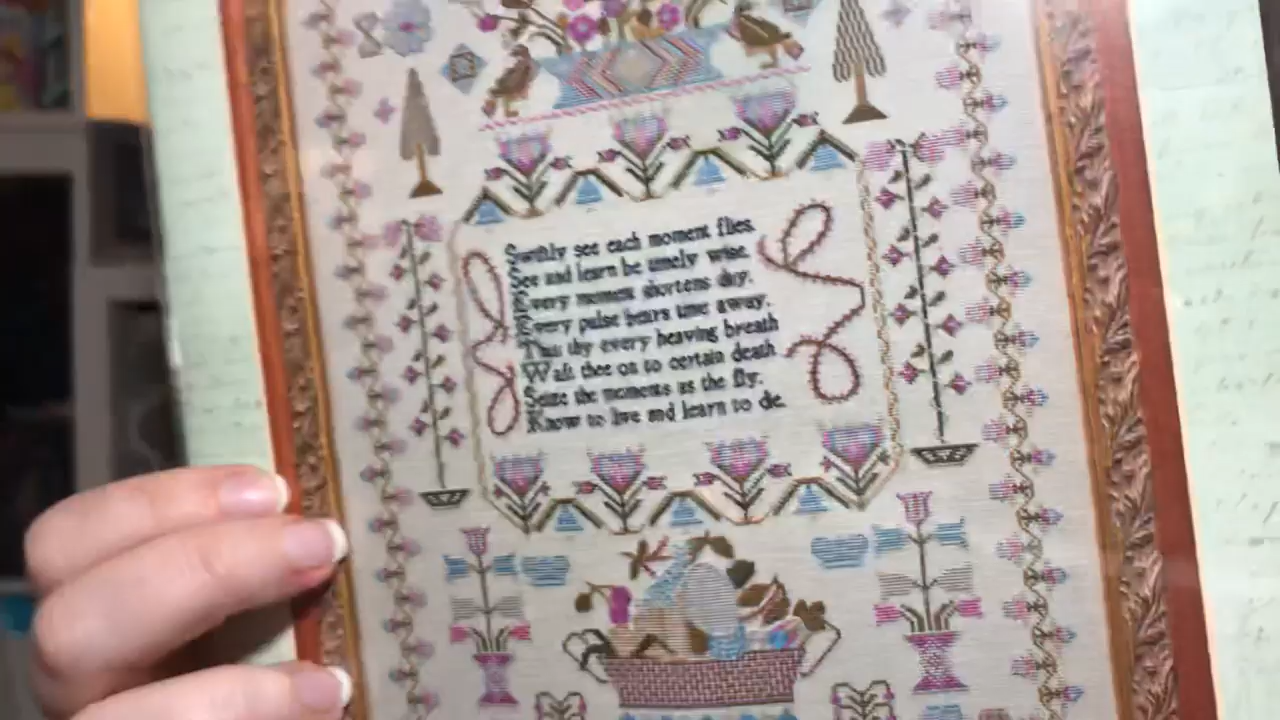 Swiftly see each moment flies.
See and learn be timely wise
Every moment shortens day.
Every pulse bears time away.
Thus thy every heaving breath
Waft thee on to certain death
Seize the moments as the fly.
Know to live and learn to die.